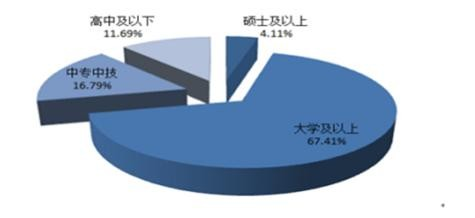 高中及以下
11.69%
硕士及以上
4.11%
中专中技
16.79%
大学及以上
67.41%